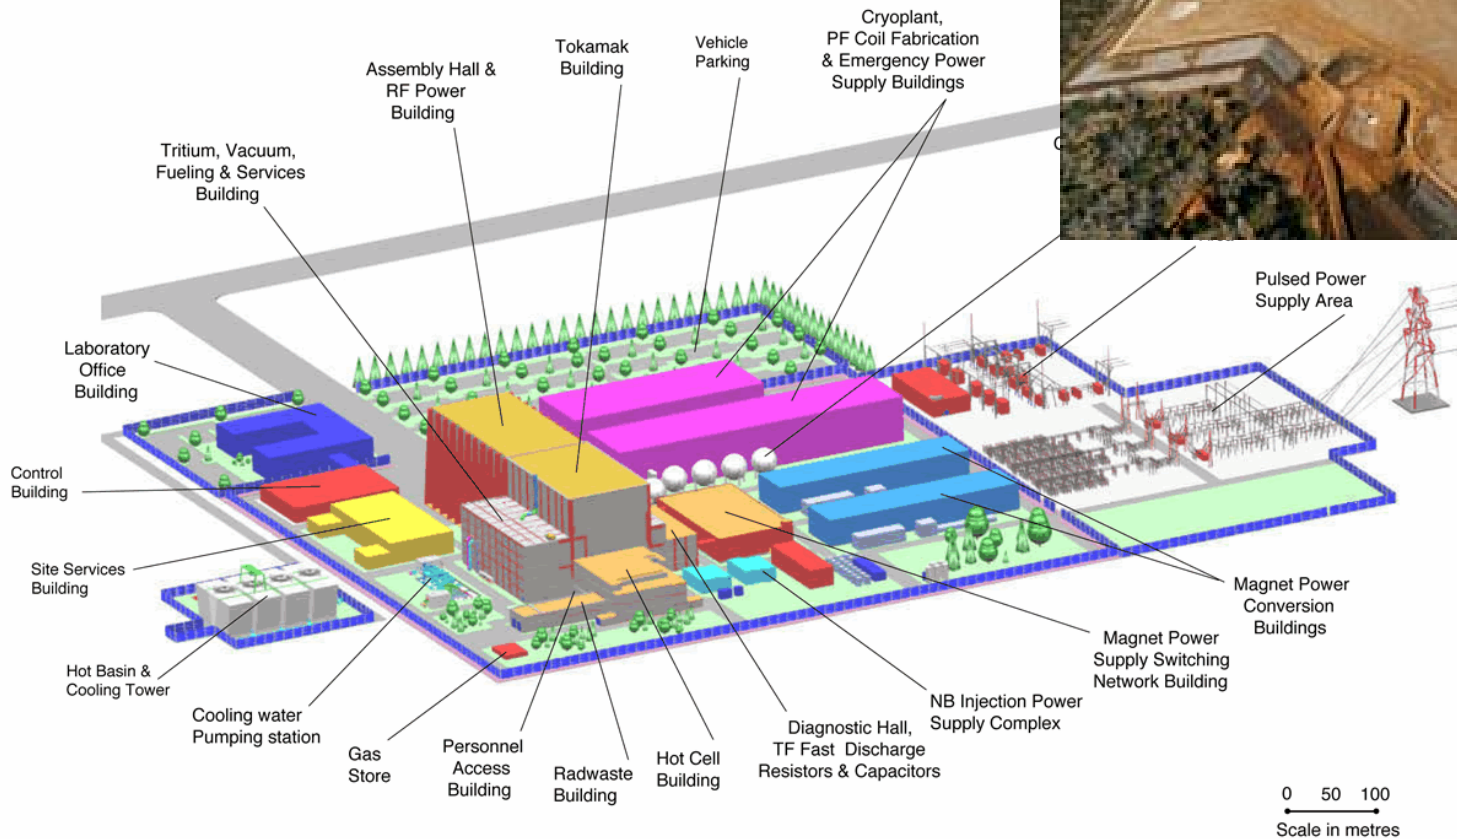 Cryoplant,
PF Coil Fabrication
& Emergency Power
Supply Buildings
Tokamak
Building
Vehicle
Parking
Assembly Hall &
RF Power
Building
Tritium, Vacuum,
Fueling & Services
Building
Pulsed Power
Supply Area
Laboratory
Office
Building
Control
Building
Site Services
Building
Hot Basin &
Cooling Tower
Cooling water
Pumping station
Gas
Store
Personnel
Access
Building
Radwaste
Building
Hot Cell
Building
Diagnostic Hall,
TF Fast Discharge
Resistors & Capacitors
NB Injection Power
Supply Complex
Magnet Power
Supply Switching
Network Building
Magnet Power
Conversion
Buildings
0 50 100
Scale in metres